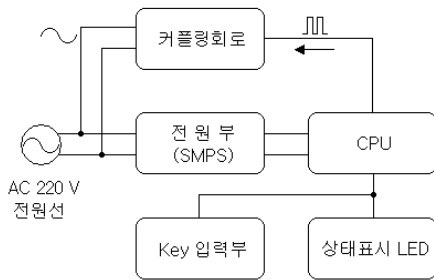 커플링회로
전 원 부
(SMPS)
CPU
AC 220 V
전원선
Key 입력부
상태표시 LED